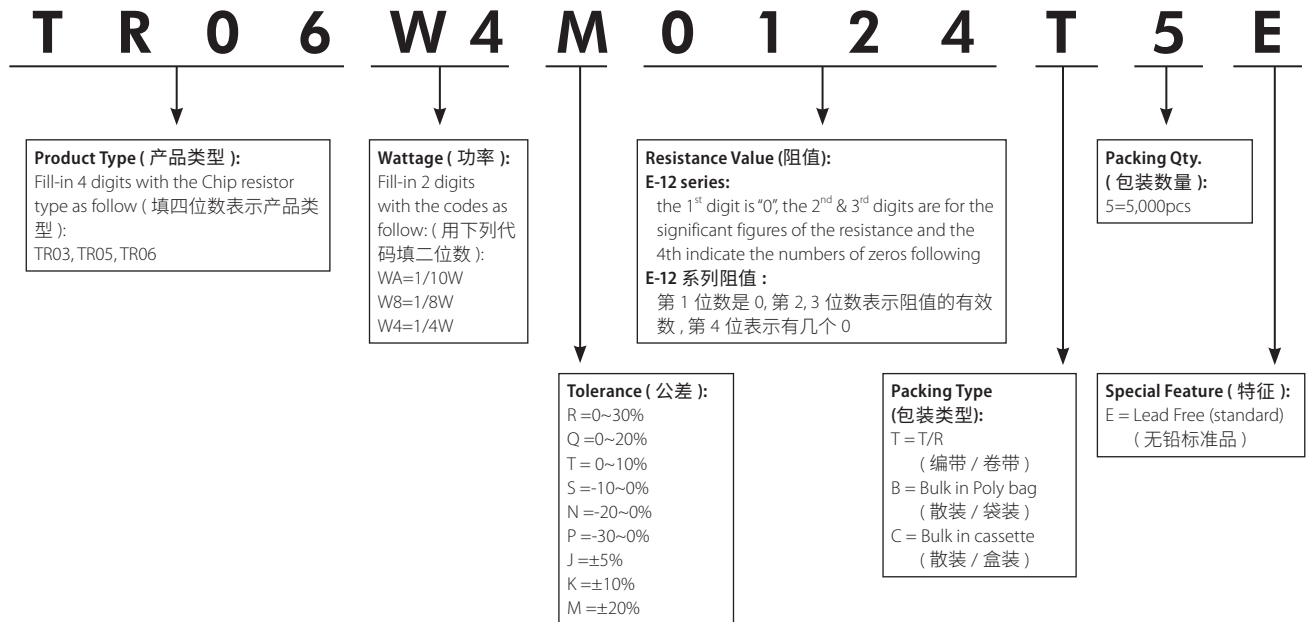 T R 0 6 W 4 M 0 1 2 4 T 5 E
Product Type ( 产品类型 ):
Fill-in 4 digits with the Chip resistor
type as follow ( 填四位数表示产品类
型 ):
TR03, TR05, TR06
Wattage ( 功率 ):
Fill-in 2 digits
with the codes as
follow: ( 用下列代
码填二位数 ):
WA=1/10W
W8=1/8W
W4=1/4W
Resistance Value (阻值):
E-12 series:
the 1st digit is "0", the 2nd & 3rd digits are for the
significant figures of the resistance and the
4th indicate the numbers of zeros following
E-12 系列阻值 :
第 1 位数是 0, 第 2, 3 位数表示阻值的有效
数 , 第 4 位表示有几个 0
Packing Qty.
( 包装数量 ):
5=5,000pcs
Tolerance ( 公差 ):
R =0~30%
Q =0~20%
T = 0~10%
S =-10~0%
N =-20~0%
P =-30~0%
J =±5%
K =±10%
M =±20%
Packing Type
(包装类型):
T = T/R
( 编带 / 卷带 )
B = Bulk in Poly bag
( 散装 / 袋装 )
C = Bulk in cassette
( 散装 / 盒装 )
Special Feature ( 特征 ):
E = Lead Free (standard)
( 无铅标准品 )